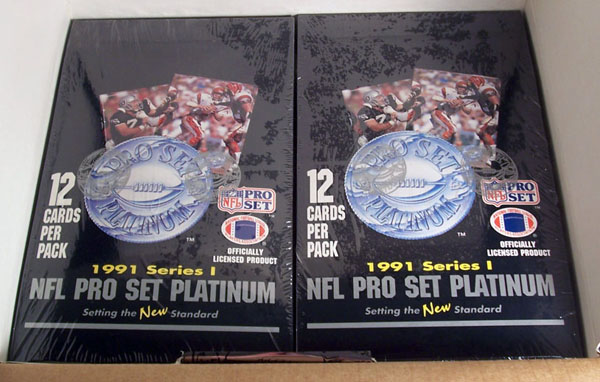 PRO SET
PLATINUM
™
12
CARDS
PER
PACK
NFL PRO
SET
OFFICIALLY
LICENSED PRODUCT
1991 Series I
NFL PRO SET PLATINUM
Setting the New Standard
PRO SET
PLATINUM
™
12
CARDS
PER
PACK
NFL PRO
SET
OFFICIALLY
LICENSED PRODUCT
1991 Series I
NFL PRO SET PLATINUM
Setting the New Standard